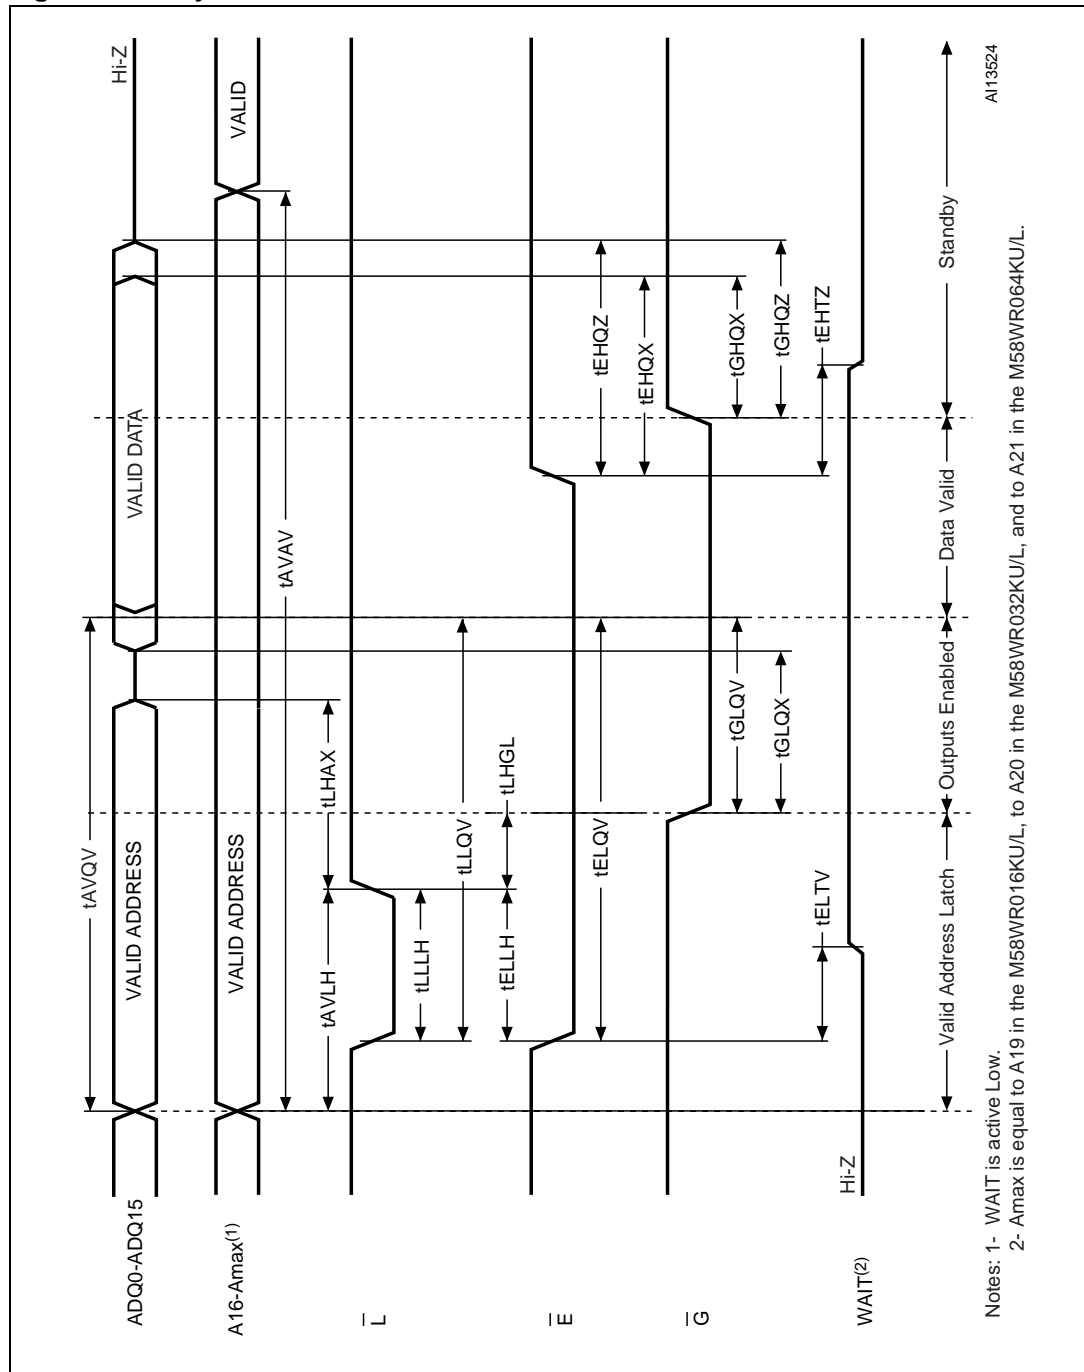 ADQ0-ADQ15
VALID ADDRESS
VALID DATA
Hi-Z
tAVQV
A16-Amax(1)
VALID ADDRESS
VALID
tAVAV
L
tAVLH
tLHAX
tLLLH
tLLQV
tELLH
tLHGL
E
tELQV
tEHQZ
tEHQX
G
tGLQV
tGHQX
tGLQX
tGHQZ
tELTV
tEHTZ
WAIT(2)
Hi-Z
Valid Address Latch
Outputs Enabled
Data Valid
Standby
Notes: 1- WAIT is active Low.
2- Amax is equal to A19 in the M58WR016KU/L, to A20 in the M58WR032KU/L, and to A21 in the M58WR064KU/L.
AI13524